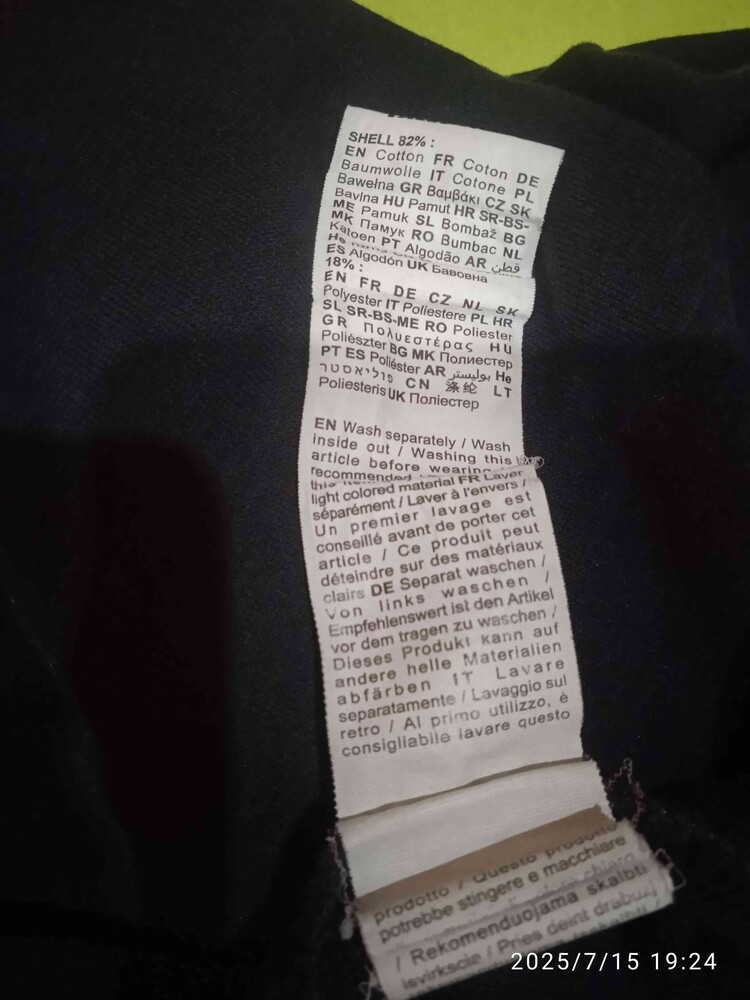 SHELL 82% :
EN Cotton FR Coton DE
Baumwolle IT Cotone PL
Bawełna GR Βαμβάκι CZ SK
Bavlna HU Pamut HR SR-BS-
ME Pamuk SL Bombaž BG
MK Памук RO Bumbac NL
Katoen PT Algodão AR قطن
He
ES Algodón UK Бавовна
18% :
EN FR DE CZ NL SK
Polyester IT Poliestere PL HR
SL SR-BS-ME RO Poliester
GR Πολυεστέρας HU
Poliészter BG MK Полиестер
PT ES Poliéster AR بوليستر He
פוליאסטר CN 涤纶 LT
Poliesteris UK Поліестер
EN Wash separately / Wash
inside out / Washing this
article before wearing
recommended
light colored material FR Laver
séparément / Laver à l'envers /
Un premier lavage est
conseillé avant de porter cet
article / Ce produit peut
déteindre sur des matériaux
clairs DE Separat waschen /
Von links waschen /
Empfehlenswert ist den Artikel
vor dem tragen zu waschen /
Dieses Produkt kann auf
andere helle Materialien
abfärben IT Lavare
separatamente / Lavaggio sul
retro / Al primo utilizzo, è
consigliabile lavare questo
prodotto / Questo prodotto
potrebbe stingere e macchiare
/ Rekomenduojama skalbti
išvirkščią / Prieš dėint drabužį
2025/7/15 19:24